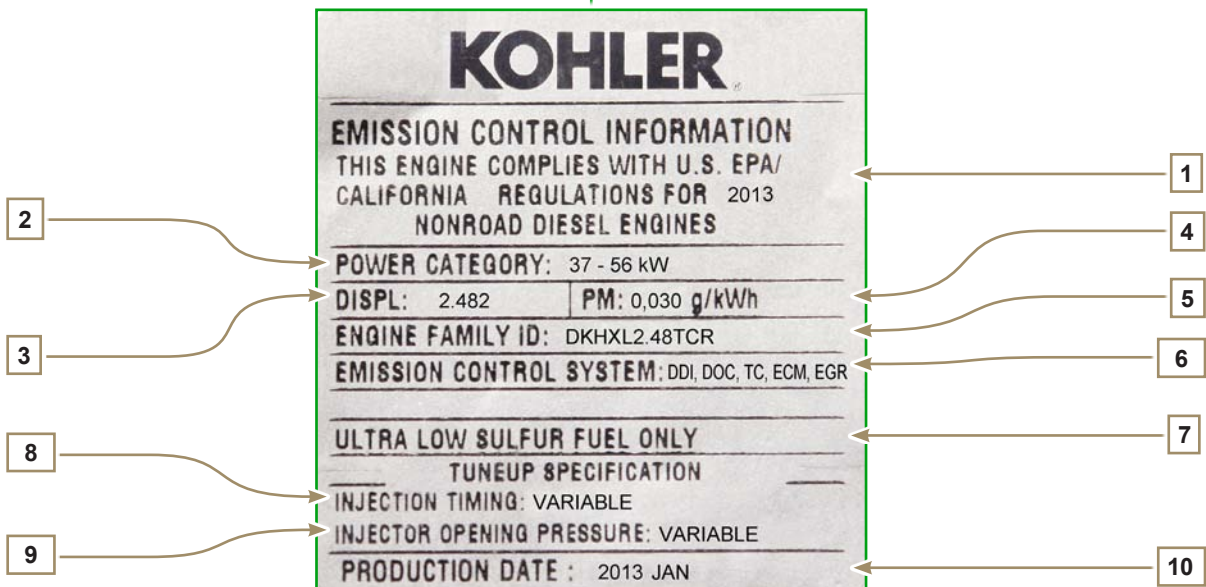 KOHLER®
EMISSION CONTROL INFORMATION
THIS ENGINE COMPLIES WITH U.S. EPA/
CALIFORNIA REGULATIONS FOR 2013
NONROAD DIESEL ENGINES
POWER CATEGORY: 37 - 56 kW
DISPL: 2.482 PM: 0,030 g/kWh
ENGINE FAMILY ID: DKHXL2.48TCR
EMISSION CONTROL SYSTEM: DDI, DOC, TC, ECM, EGR
ULTRA LOW SULFUR FUEL ONLY
TUNEUP SPECIFICATION
INJECTION TIMING: VARIABLE
INJECTOR OPENING PRESSURE: VARIABLE
PRODUCTION DATE : 2013 JAN
1
2
3
4
5
6
7
8
9
10